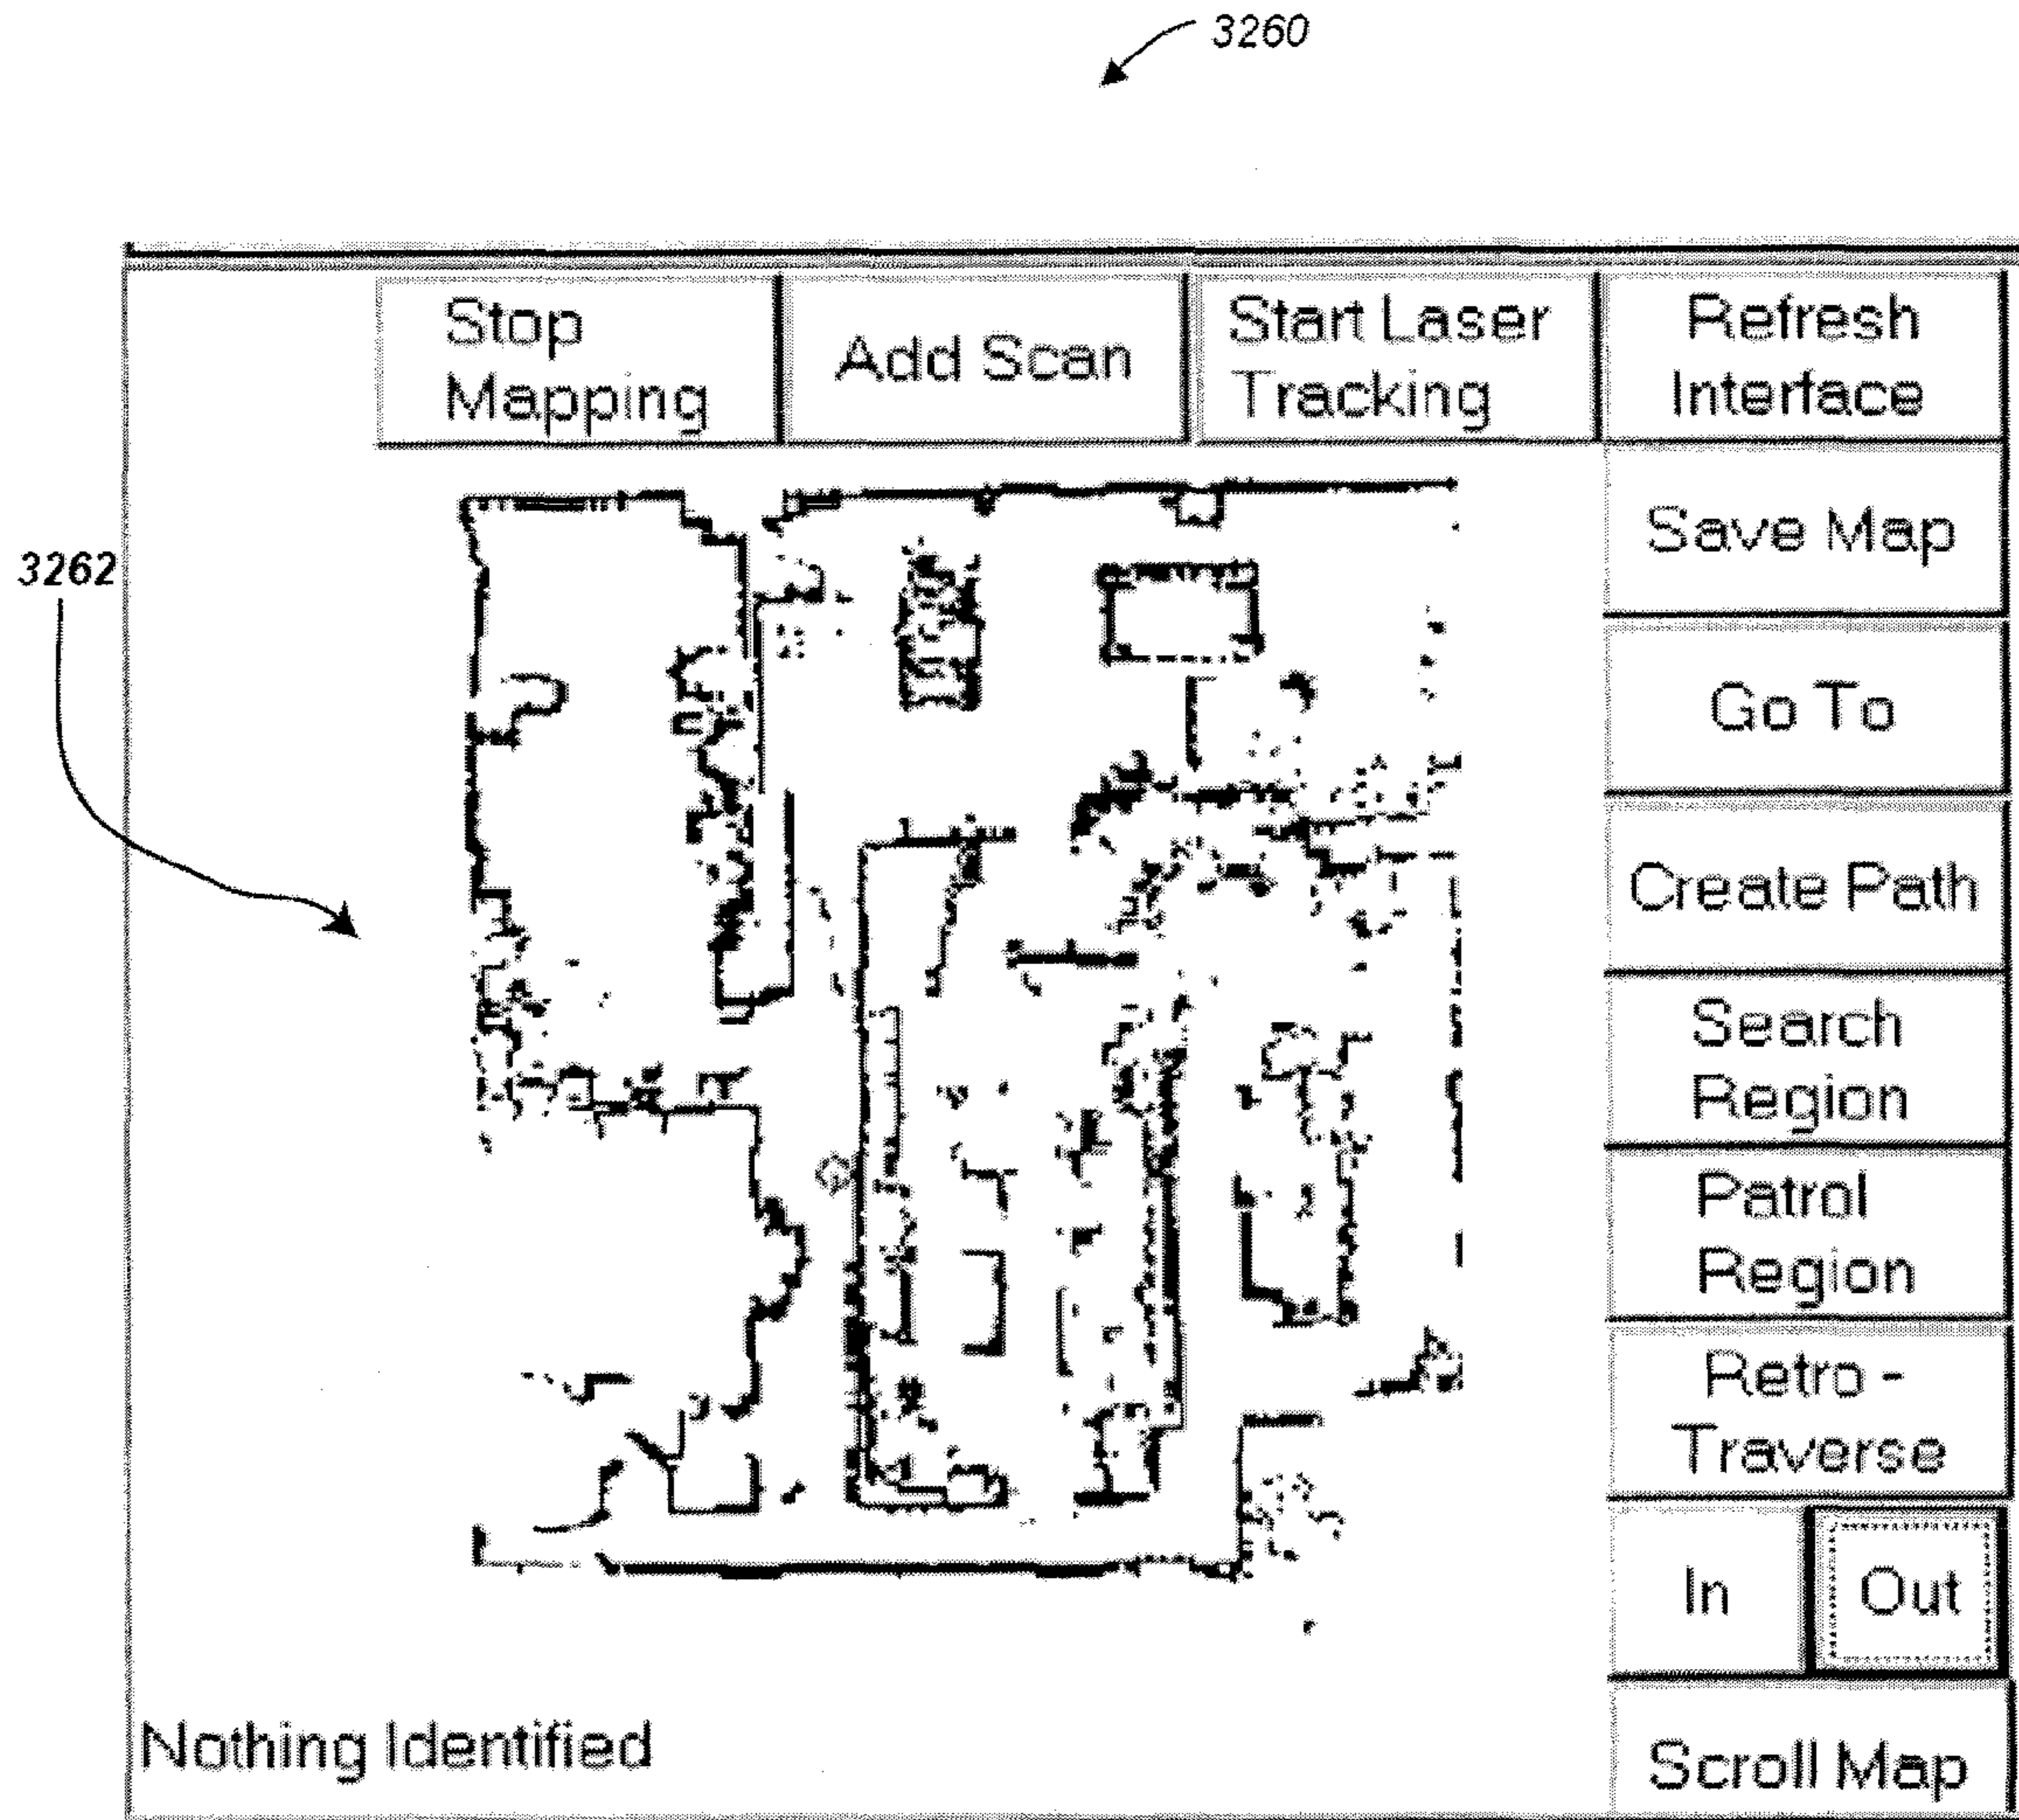 3260
Stop
Mapping
Add Scan
Start Laser
Tracking
Refresh
Interface
Save Map
3262
Go To
Create Path
Search
Region
Patrol
Region
Retro -
Traverse
In
Out
Nothing Identified
Scroll Map